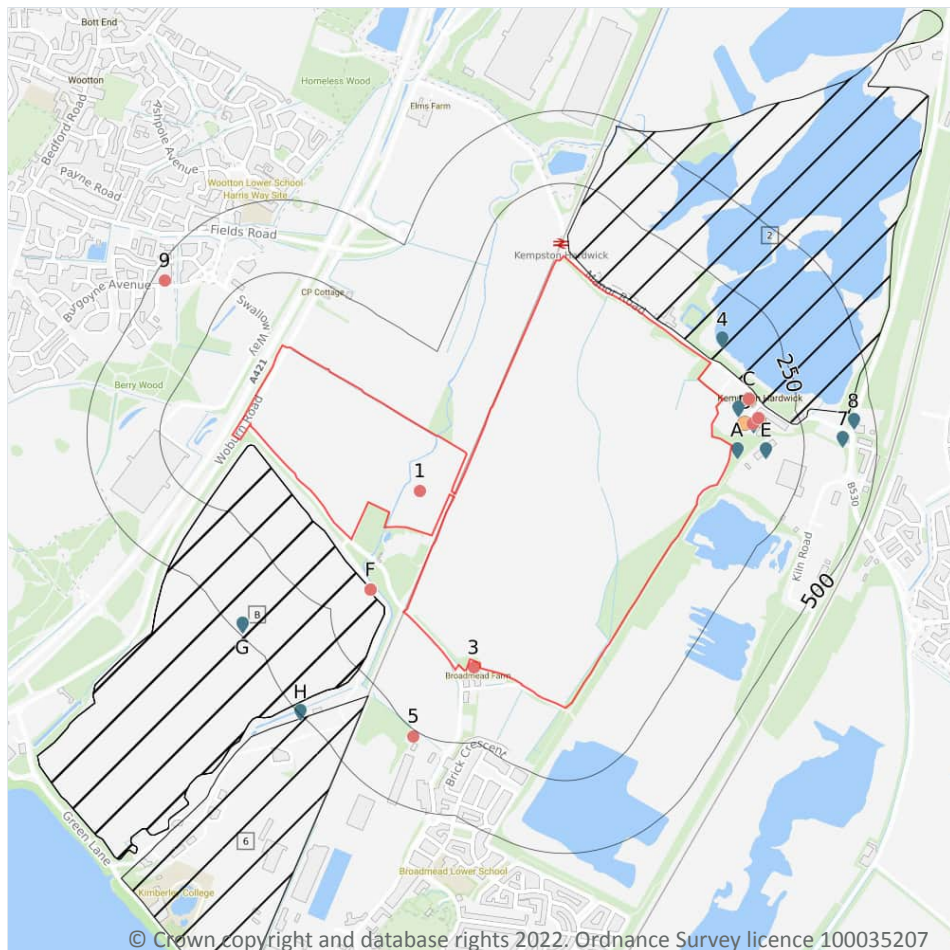 Bott End
Wootton
Homeless Wood
Elms Farm
Bedford Road
Ashpole Avenue
Payne Road
Wootton Lower School-
Harris Way Site
Fields Road
2
Kempston Hardwick
9
Burgoyne Avenue
Manor Road
CP Cottage
Swallow Way
4
A421
250
Berry Wood
C
Kempston Hardwick
8
Woburn Road
A
E
7
1
B530
Kiln Road
F
500
B
G
3
Broadmead Farm
H
5
Brick Crescent
Green Lane
6
Broadmead Lower School
Kimberley College
© Crown copyright and database rights 2022. Ordnance Survey licence 100035207